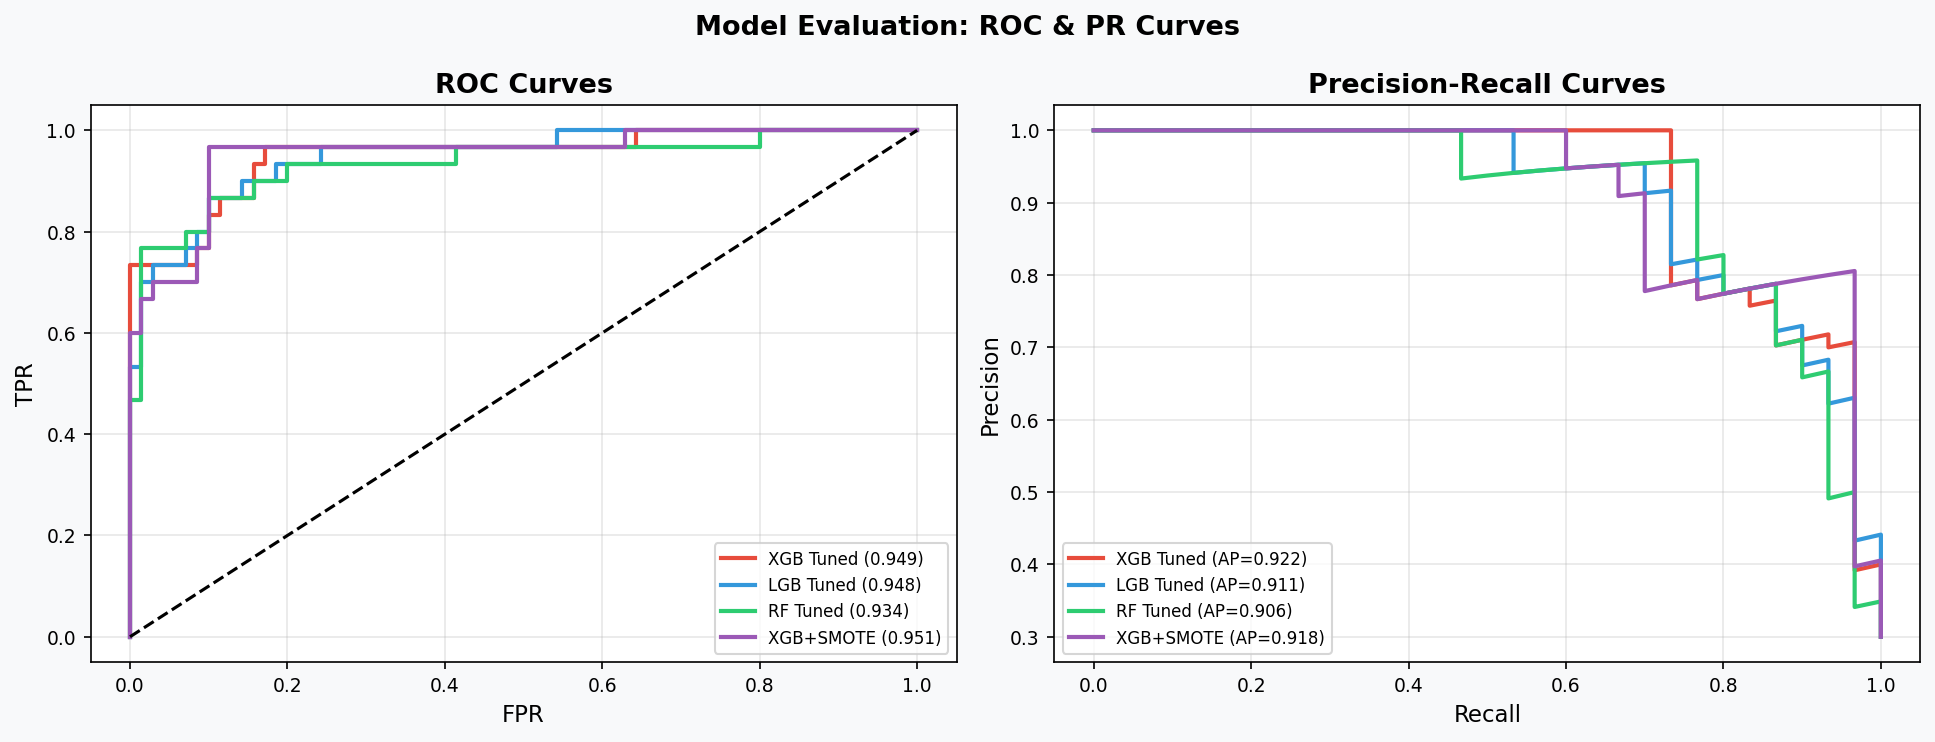 Model Evaluation: ROC & PR Curves
ROC Curves
1.0
0.8
0.6
0.4
0.2
0.0
TPR
0.0 0.2 0.4 0.6 0.8 1.0
FPR
XGB Tuned (0.949)
LGB Tuned (0.948)
RF Tuned (0.934)
XGB+SMOTE (0.951)
Precision-Recall Curves
1.0
0.9
0.8
0.7
0.6
0.5
0.4
0.3
Precision
0.0 0.2 0.4 0.6 0.8 1.0
Recall
XGB Tuned (AP=0.922)
LGB Tuned (AP=0.911)
RF Tuned (AP=0.906)
XGB+SMOTE (AP=0.918)